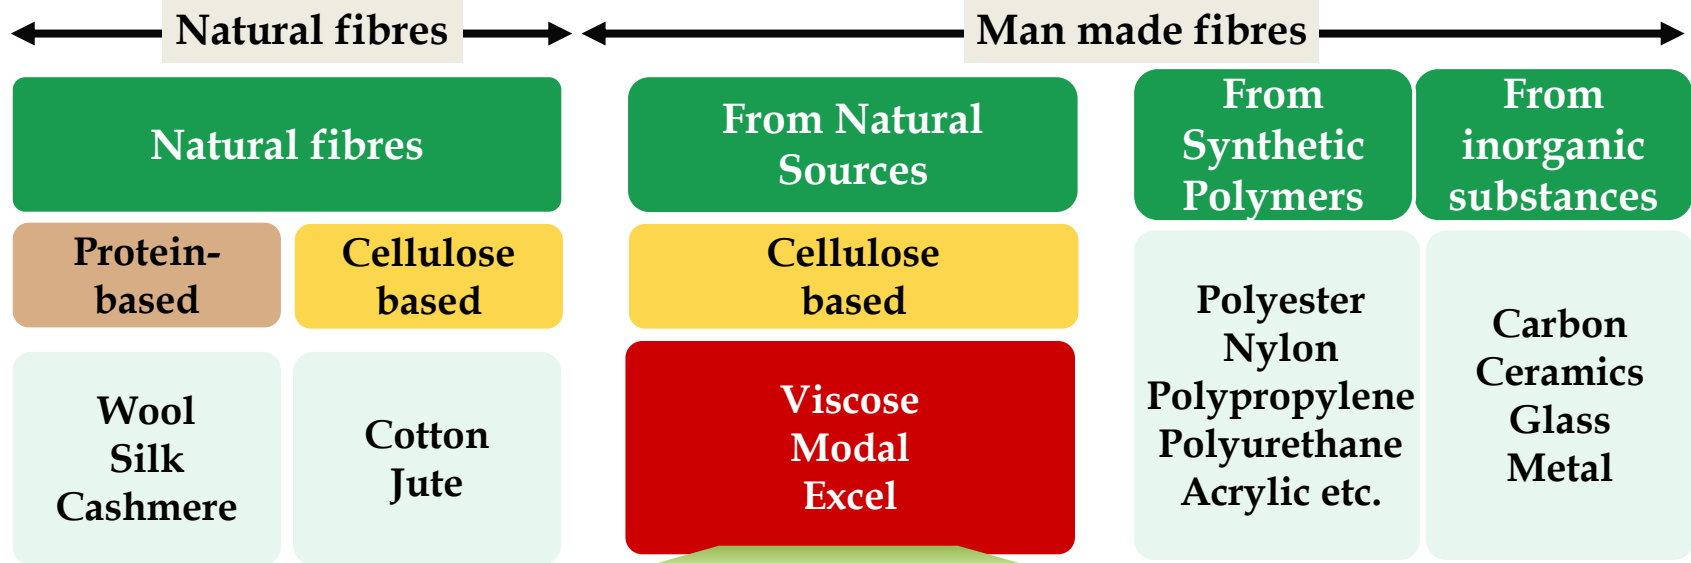 Natural fibres
Man made fibres
Natural fibres
From Natural
Sources
From
Synthetic
Polymers
From
inorganic
substances
Protein-
based
Cellulose
based
Cellulose
based
Wool
Silk
Cashmere
Cotton
Jute
Viscose
Modal
Excel
Polyester
Nylon
Polypropylene
Polyurethane
Acrylic etc.
Carbon
Ceramics
Glass
Metal